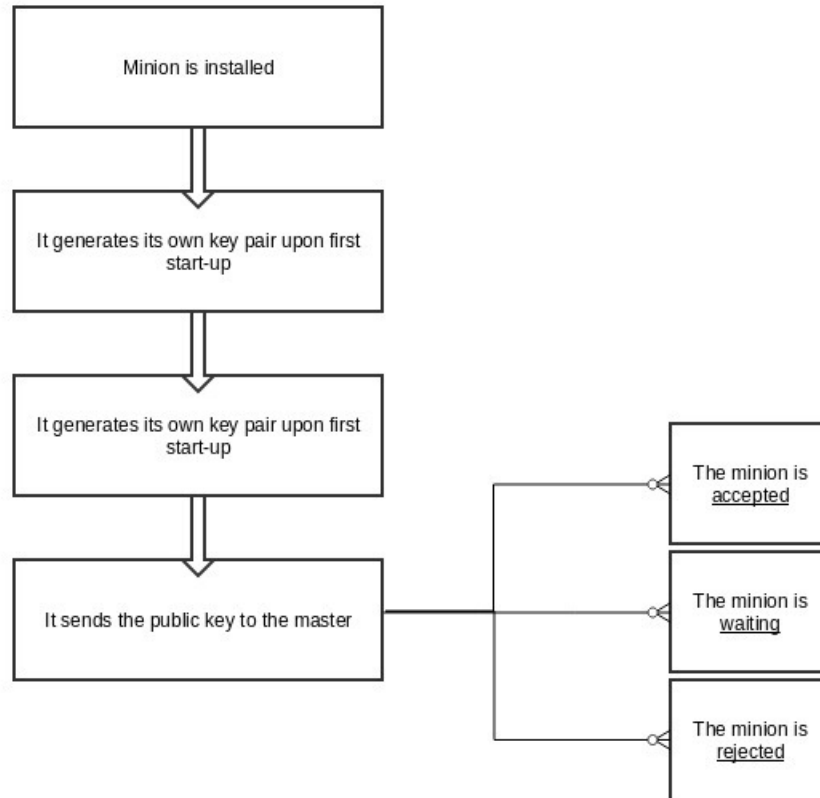 Minion is installed
It generates its own key pair upon first
start-up
It generates its own key pair upon first
start-up
It sends the public key to the master
The minion is
accepted
The minion is
waiting
The minion is
rejected